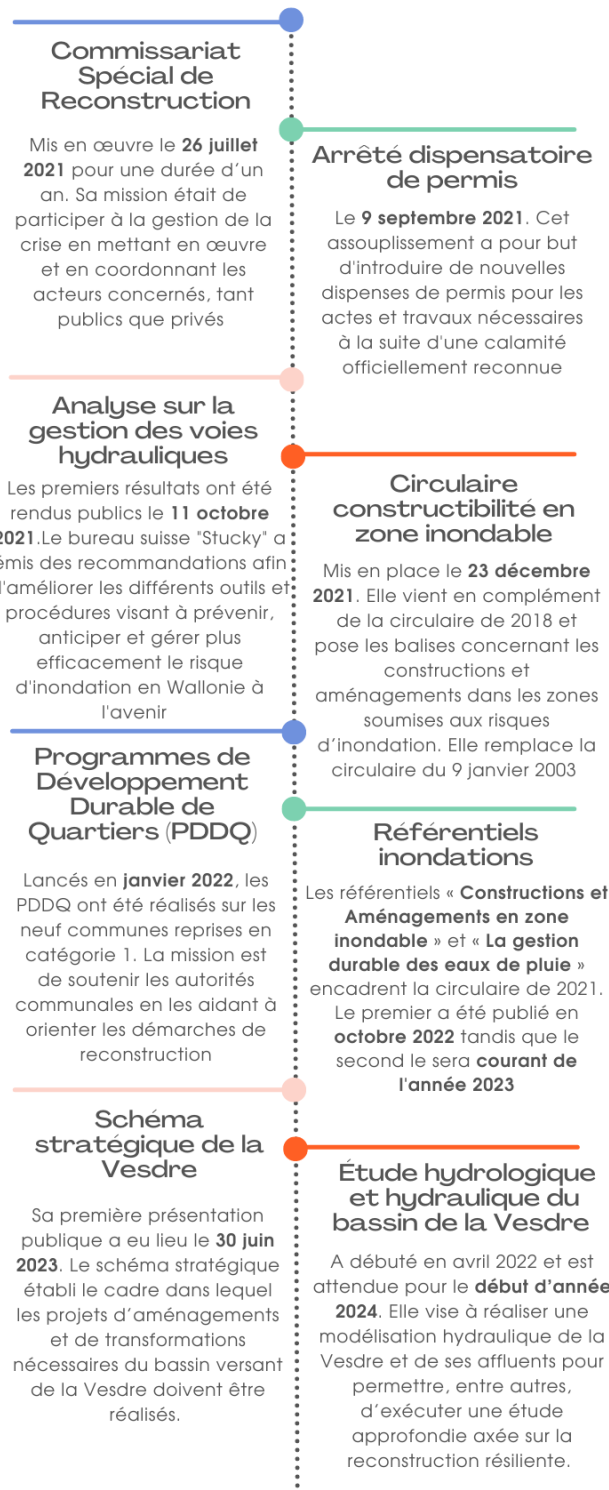 Commissariat
Spécial de
Reconstruction
Mis en œuvre le 26 juillet
2021 pour une durée d’un
an. Sa mission était de
participer à la gestion de la
crise en mettant en œuvre
et en coordonnant les
acteurs concernés, tant
publics que privés
Arrêté dispensatoire
de permis
Le 9 septembre 2021. Cet
assouplissement a pour but
d'introduire de nouvelles
dispenses de permis pour les
actes et travaux nécessaires
à la suite d'une calamité
officiellement reconnue
Analyse sur la
gestion des voies
hydrauliques
Les premiers résultats ont été
rendus publics le 11 octobre
2021.Le bureau suisse "Stucky" a
émis des recommandations afin
d'améliorer les différents outils et
procédures visant à prévenir,
anticiper et gérer plus
efficacement le risque
d'inondation en Wallonie à
l'avenir
Circulaire
constructibilité en
zone inondable
Mis en place le 23 décembre
2021. Elle vient en complément
de la circulaire de 2018 et
pose les balises concernant les
constructions et
aménagements dans les zones
soumises aux risques
d’inondation. Elle remplace la
circulaire du 9 janvier 2003
Programmes de
Développement
Durable de
Quartiers (PDDQ)
Lancés en janvier 2022, les
PDDQ ont été réalisés sur les
neuf communes reprises en
catégorie 1. La mission est
de soutenir les autorités
communales en les aidant à
orienter les démarches de
reconstruction
Référentiels
inondations
Les référentiels « Constructions et
Aménagements en zone
inondable » et « La gestion
durable des eaux de pluie »
encadrent la circulaire de 2021.
Le premier a été publié en
octobre 2022 tandis que le
second le sera courant de
l'année 2023
Schéma
stratégique de la
Vesdre
Sa première présentation
publique a eu lieu le 30 juin
2023. Le schéma stratégique
établi le cadre dans lequel
les projets d’aménagements
et de transformations
nécessaires du bassin versant
de la Vesdre doivent être
réalisés.
Étude hydrologique
et hydraulique du
bassin de la Vesdre
A débuté en avril 2022 et est
attendue pour le début d’année
2024. Elle vise à réaliser une
modélisation hydraulique de la
Vesdre et de ses affluents pour
permettre, entre autres,
d’exécuter une étude
approfondie axée sur la
reconstruction résiliente.